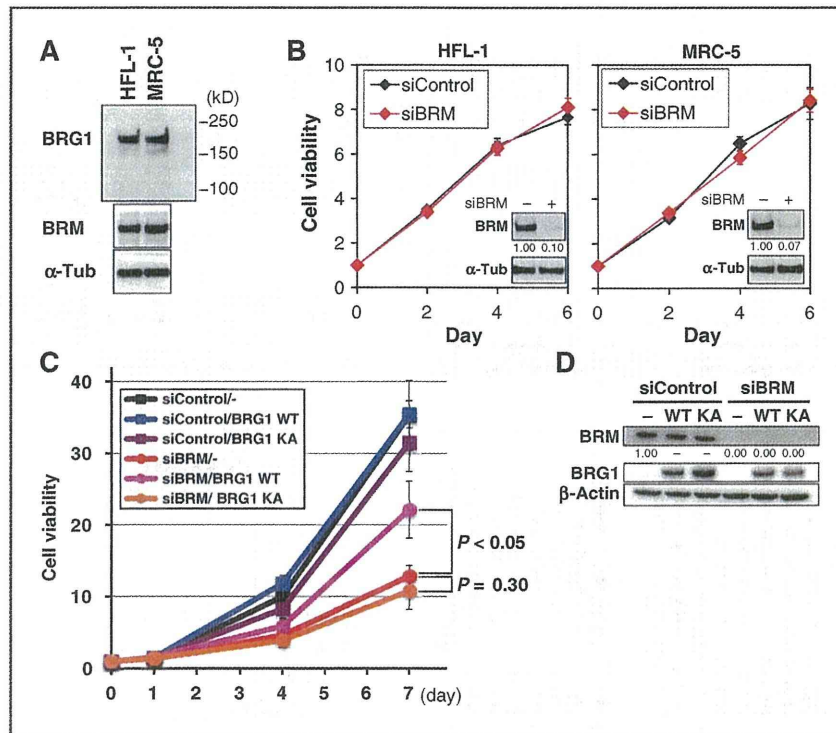 A
HFL-1
MRC-5
(kD)
BRG1
–250
–150
–100
BRM
α-Tub
B
HFL-1
Cell viability
10
8
6
4
2
0
siControl
siBRM
siBRM – +
BRM
1.00 0.10
α-Tub
0 2 4 6
Day
MRC-5
siControl
siBRM
siBRM – +
BRM
1.00 0.07
α-Tub
0 2 4 6
Day
C
Cell viability
40
30
20
10
0
siControl/-
siControl/BRG1 WT
siControl/BRG1 KA
siBRM/-
siBRM/BRG1 WT
siBRM/ BRG1 KA
P < 0.05
P = 0.30
0 1 2 3 4 5 6 7 (day)
D
siControl siBRM
– WT KA – WT KA
BRM
1.00 – – 0.00 0.00 0.00
BRG1
β-Actin